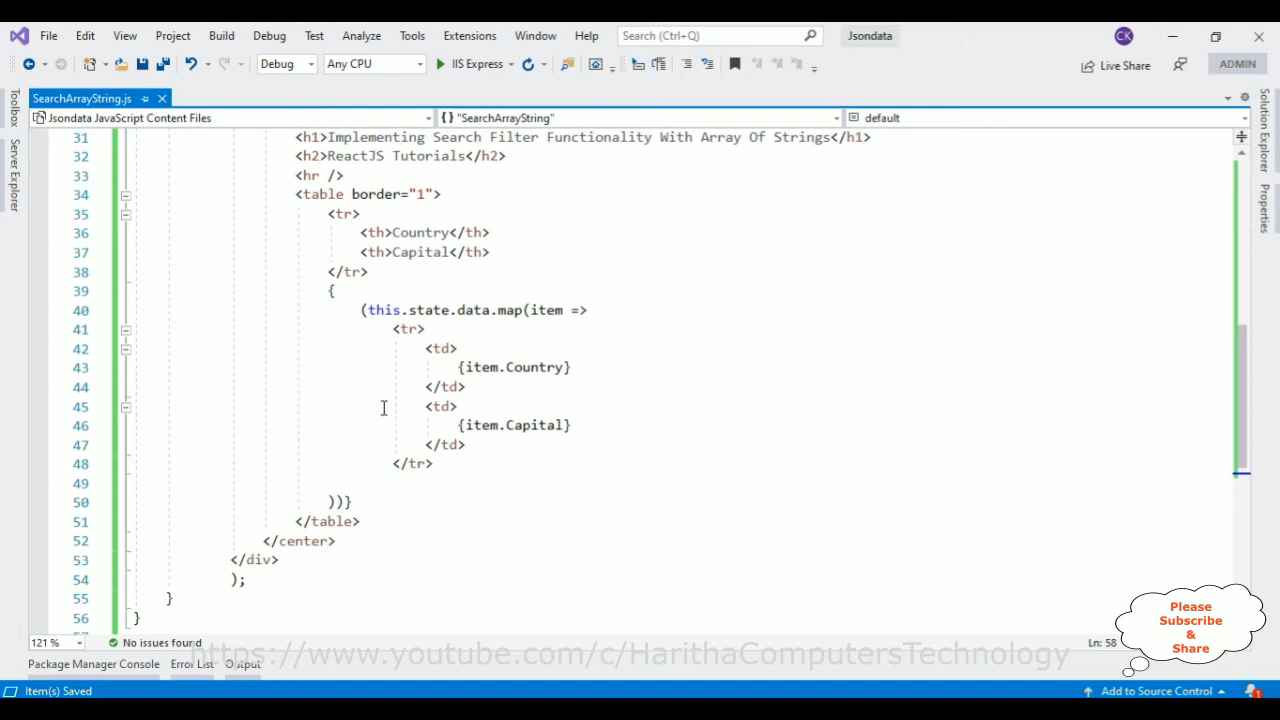 File Edit View Project Build Debug Test Analyze Tools Extensions Window Help Search (Ctrl+Q) Jsondata CK
Debug Any CPU IIS Express Live Share ADMIN
SearchArrayString.js
Toolbox
Server Explorer
Solution Explorer
Properties
Jsondata JavaScript Content Files {} "SearchArrayString" default
31 <h1>Implementing Search Filter Functionality With Array Of Strings</h1>
32 <h2>ReactJS Tutorials</h2>
33 <hr />
34 <table border="1">
35 <tr>
36 <th>Country</th>
37 <th>Capital</th>
38 </tr>
39 {
40 (this.state.data.map(item =>
41 <tr>
42 <td>
43 {item.Country}
44 </td>
45 <td>
46 {item.Capital}
47 </td>
48 </tr>
49
50 ))}
51 </table>
52 </center>
53 </div>
54 );
55 }
56 }
Please
Subscribe
&
Share
121 % No issues found Ln: 58
https://www.youtube.com/c/HarithaComputersTechnology
Package Manager Console Error List Output
Item(s) Saved Add to Source Control 1